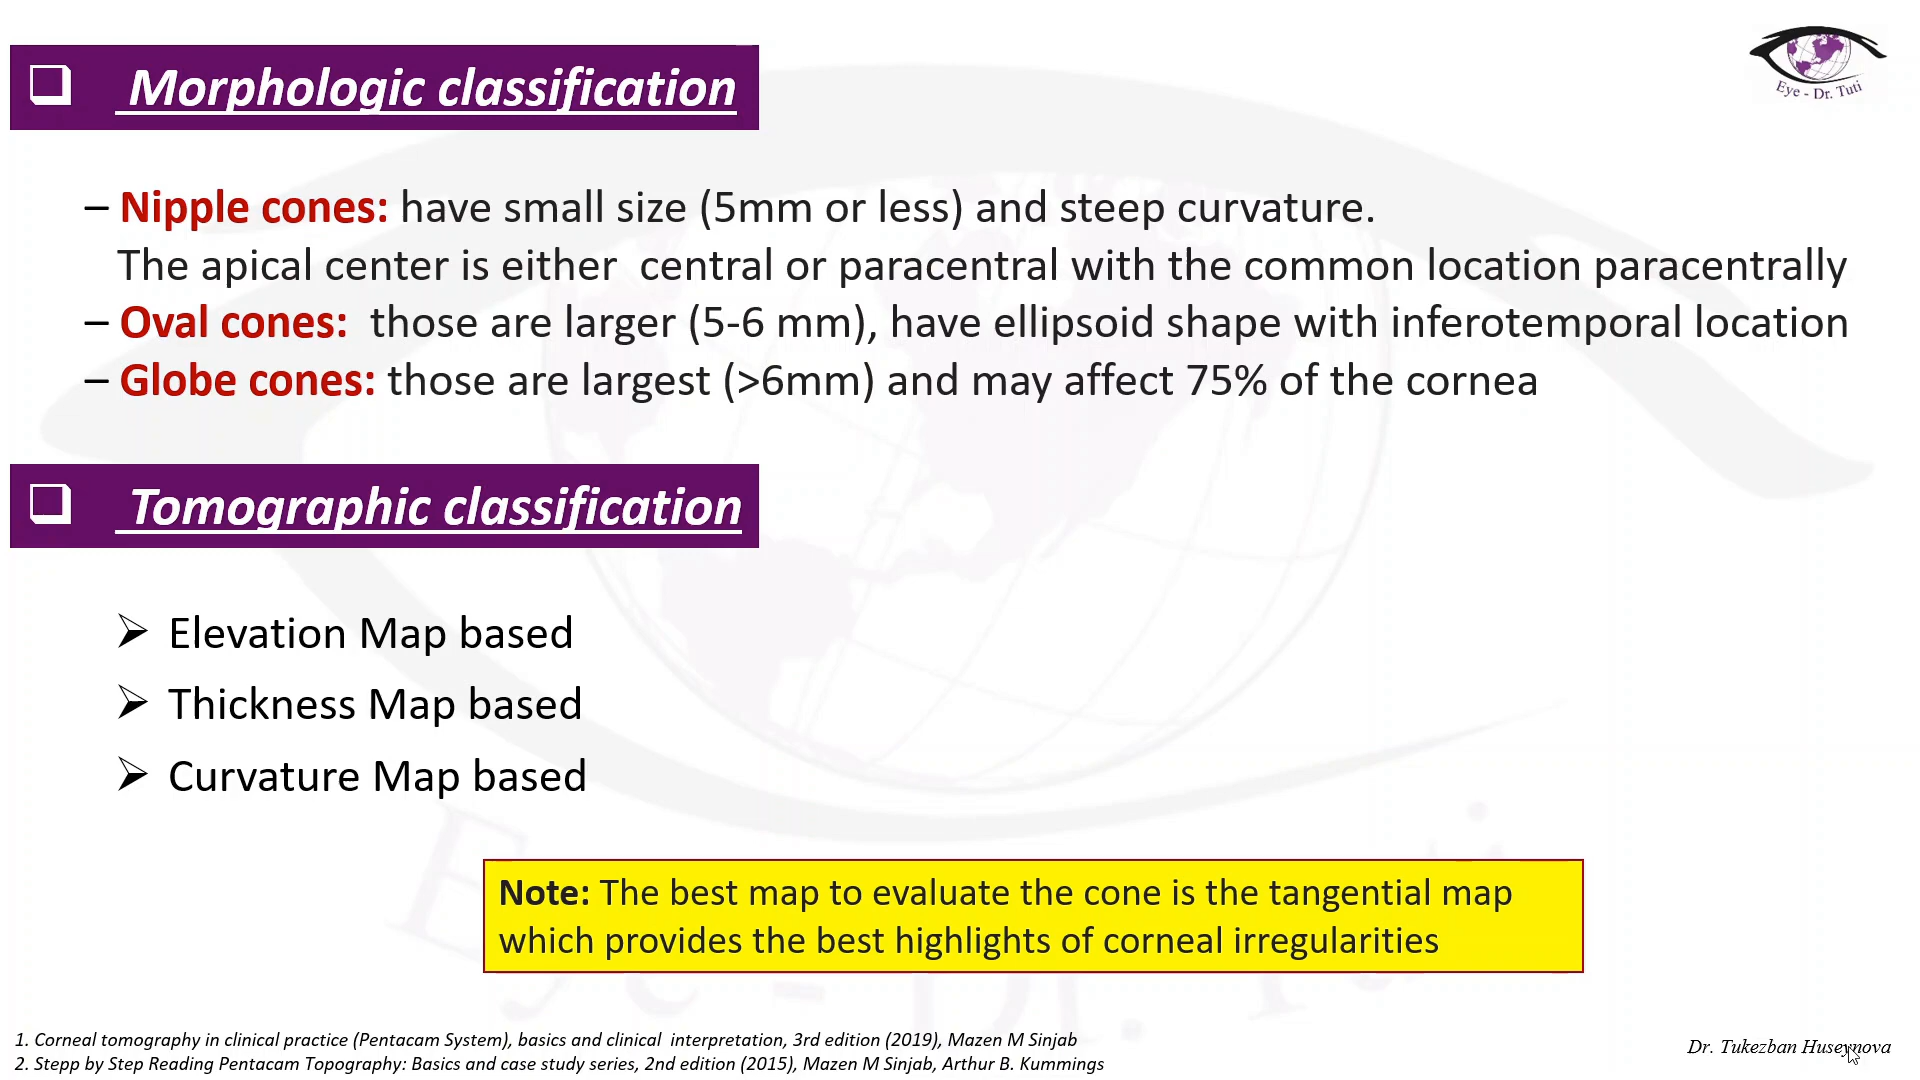 Eye - Dr. Tuti
Morphologic classification
– Nipple cones: have small size (5mm or less) and steep curvature.
The apical center is either central or paracentral with the common location paracentrally
– Oval cones: those are larger (5-6 mm), have ellipsoid shape with inferotemporal location
– Globe cones: those are largest (>6mm) and may affect 75% of the cornea
Tomographic classification
➢ Elevation Map based
➢ Thickness Map based
➢ Curvature Map based
Note: The best map to evaluate the cone is the tangential map
which provides the best highlights of corneal irregularities
Eye - Dr. Tuti
1. Corneal tomography in clinical practice (Pentacam System), basics and clinical interpretation, 3rd edition (2019), Mazen M Sinjab
2. Stepp by Step Reading Pentacam Topography: Basics and case study series, 2nd edition (2015), Mazen M Sinjab, Arthur B. Kummings
Dr. Tukezban Huseynova